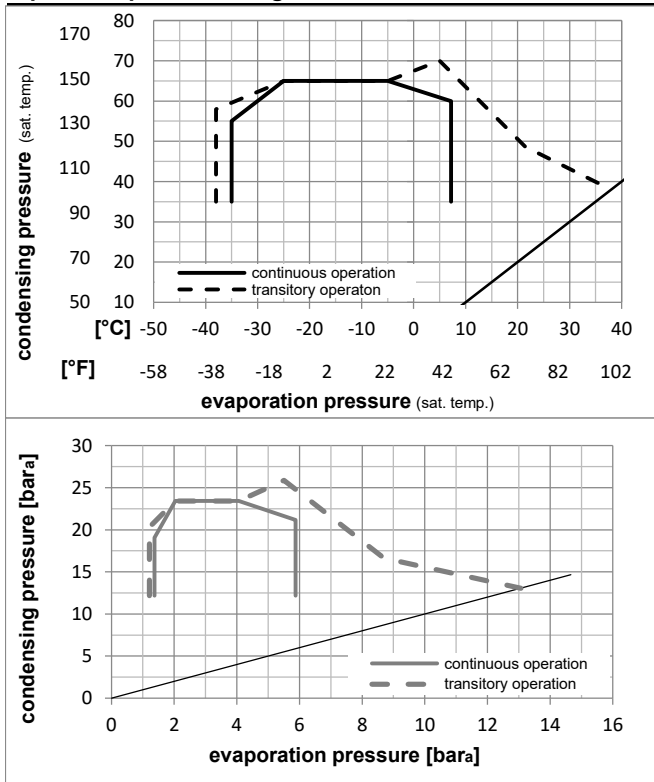 170 80
70
150 60
130 50
110 40
90 30
70 20
50 10
condensing pressure (sat. temp.)
continuous operation
transitory operaton
[°C] -50 -40 -30 -20 -10 0 10 20 30 40
[°F] -58 -38 -18 2 22 42 62 82 102
evaporation pressure (sat. temp.)
30
25
20
15
10
5
0
condensing pressure [bara]
continuous operation
transitory operation
0 2 4 6 8 10 12 14 16
evaporation pressure [bara]